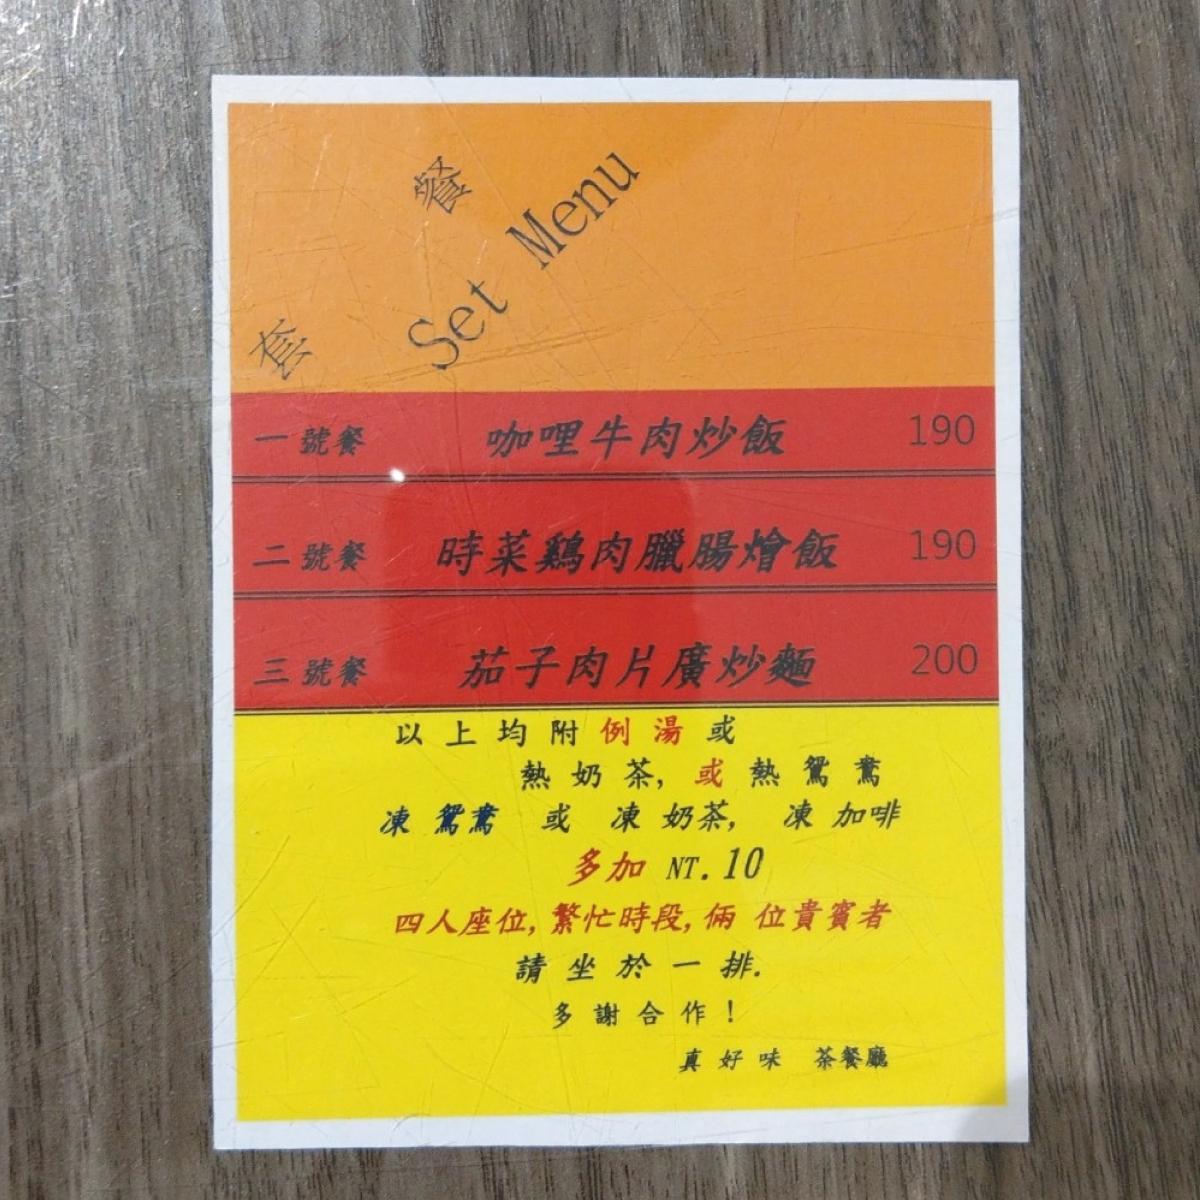 套餐
Set Menu
一號餐 咖哩牛肉炒飯 190
二號餐 時菜鷄肉臘腸燴飯 190
三號餐 茄子肉片廣炒麵 200
以上均附例湯或
熱奶茶,或熱鴛鴦
凍鴛鴦 或 凍奶茶, 凍加啡
多加 NT.10
四人座位,繁忙時段,倆 位貴賓者
請坐於一排.
多謝合作!
真好味 茶餐廳